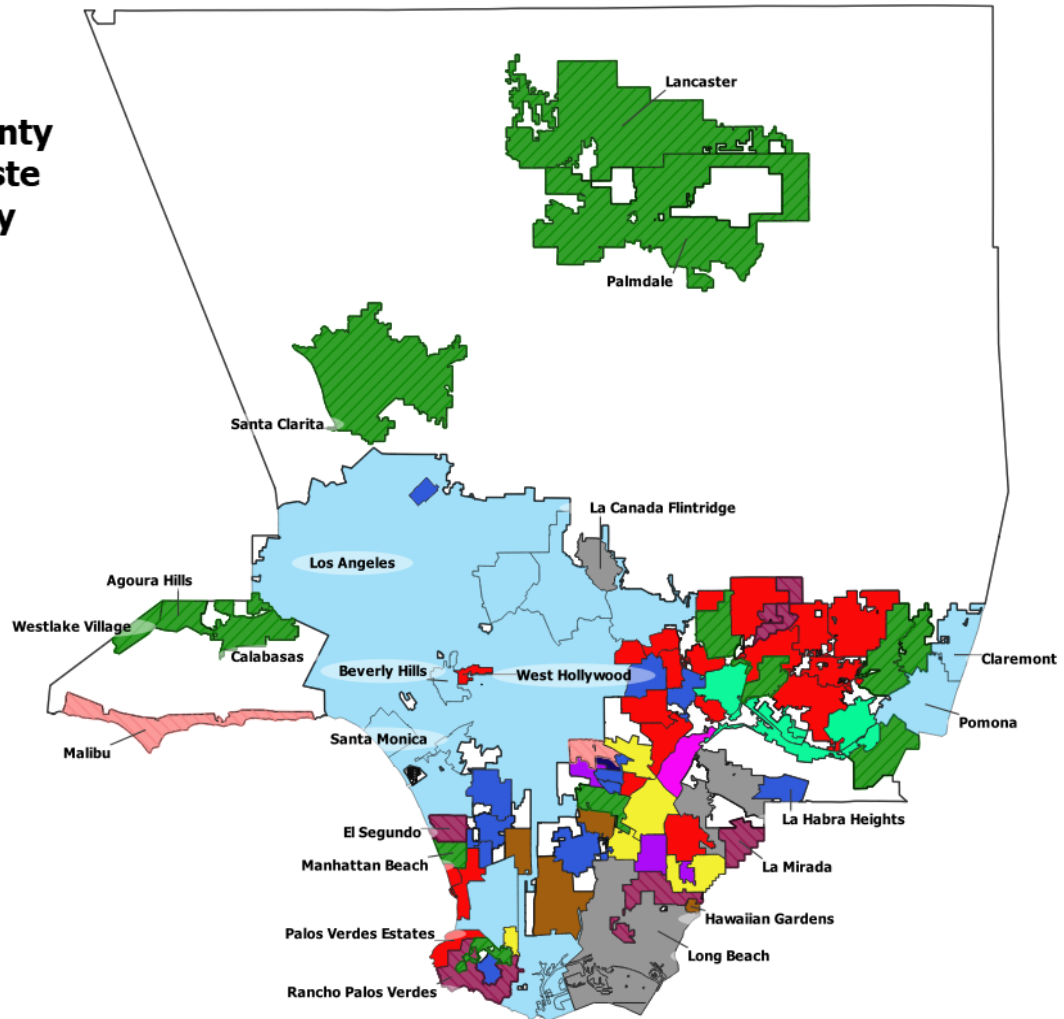 nty
ste
y
Lancaster
Palmdale
Santa Clarita
La Canada Flintridge
Los Angeles
Agoura Hills
Westlake Village
Calabasas
Claremont
Beverly Hills
West Hollywood
Pomona
Santa Monica
Malibu
La Habra Heights
El Segundo
Manhattan Beach
La Mirada
Hawaiian Gardens
Palos Verdes Estates
Long Beach
Rancho Palos Verdes